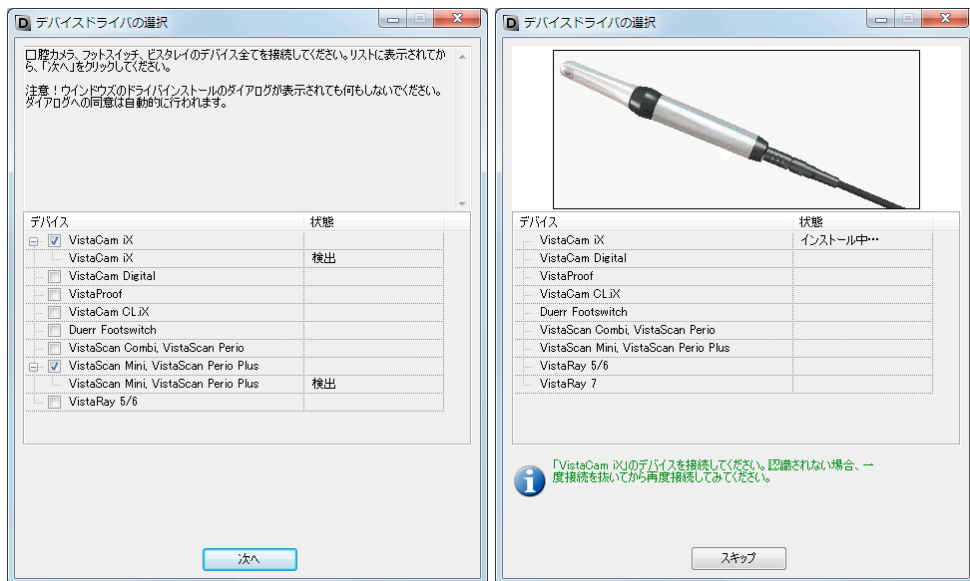 デバイスドライバの選択
口腔カメラ、フットスイッチ、ビスタレイのデバイス全てを接続してください。リストに表示されてか
ら、「次へ」をクリックしてください。
注意！ウインドウズのドライバインストールのダイアログが表示されても何もしないでください。
ダイアログへの同意は自動的に行われます。
デバイス 状態
VistaCam iX
VistaCam iX 検出
VistaCam Digital
VistaProof
VistaCam CL.iX
Duerr Footswitch
VistaScan Combi, VistaScan Perio
VistaScan Mini, VistaScan Perio Plus
VistaScan Mini, VistaScan Perio Plus 検出
VistaRay 5/6
次へ
デバイスドライバの選択
デバイス 状態
VistaCam iX インストール中…
VistaCam Digital
VistaProof
VistaCam CL.iX
Duerr Footswitch
VistaScan Combi, VistaScan Perio
VistaScan Mini, VistaScan Perio Plus
VistaRay 5/6
VistaRay 7
「VistaCam iX」のデバイスを接続してください。認識されない場合、一
度接続を抜いてから再度接続してみてください。
スキップ